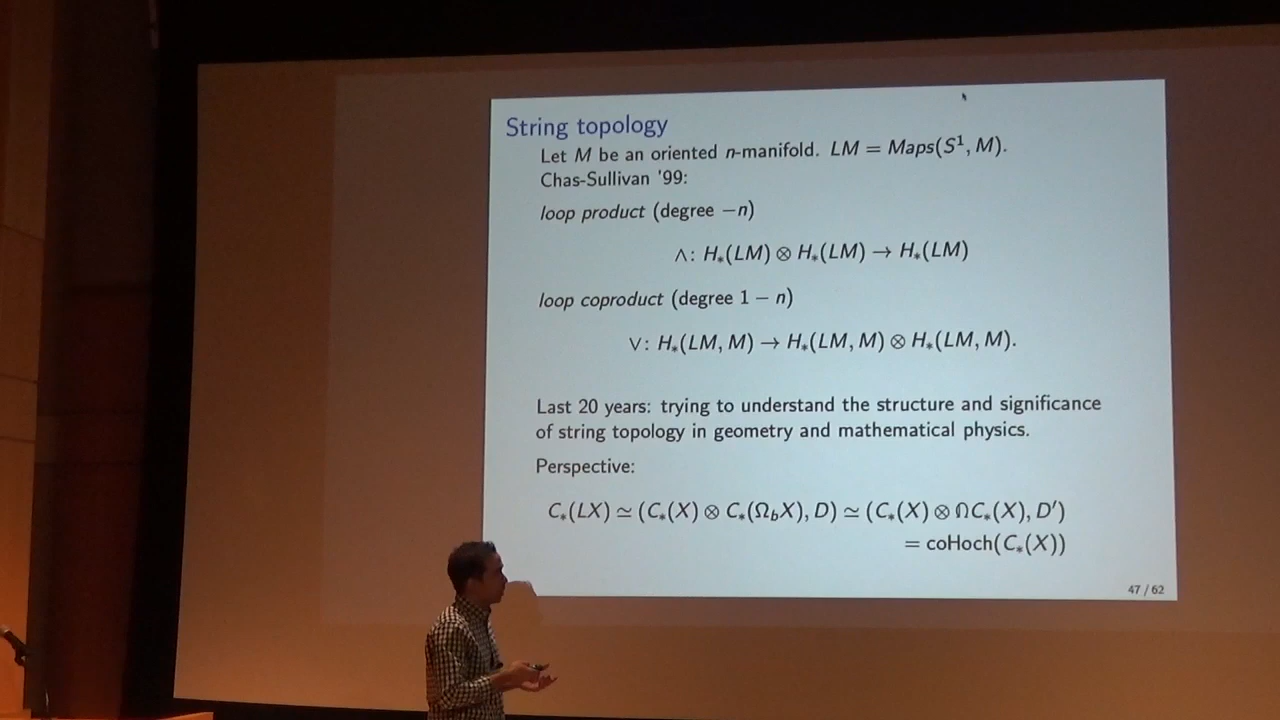 String topology
Let M be an oriented n-manifold. LM = Maps(S¹, M).
Chas-Sullivan '99:
loop product (degree −n)
∧: H∗(LM) ⊗ H∗(LM) → H∗(LM)
loop coproduct (degree 1 − n)
∨: H∗(LM, M) → H∗(LM, M) ⊗ H∗(LM, M).
Last 20 years: trying to understand the structure and significance
of string topology in geometry and mathematical physics.
Perspective:
C∗(LX) ≃ (C∗(X) ⊗ C∗(Ω_bX), D) ≃ (C∗(X) ⊗ ΩC∗(X), D′)
= coHoch(C∗(X))
47 / 62